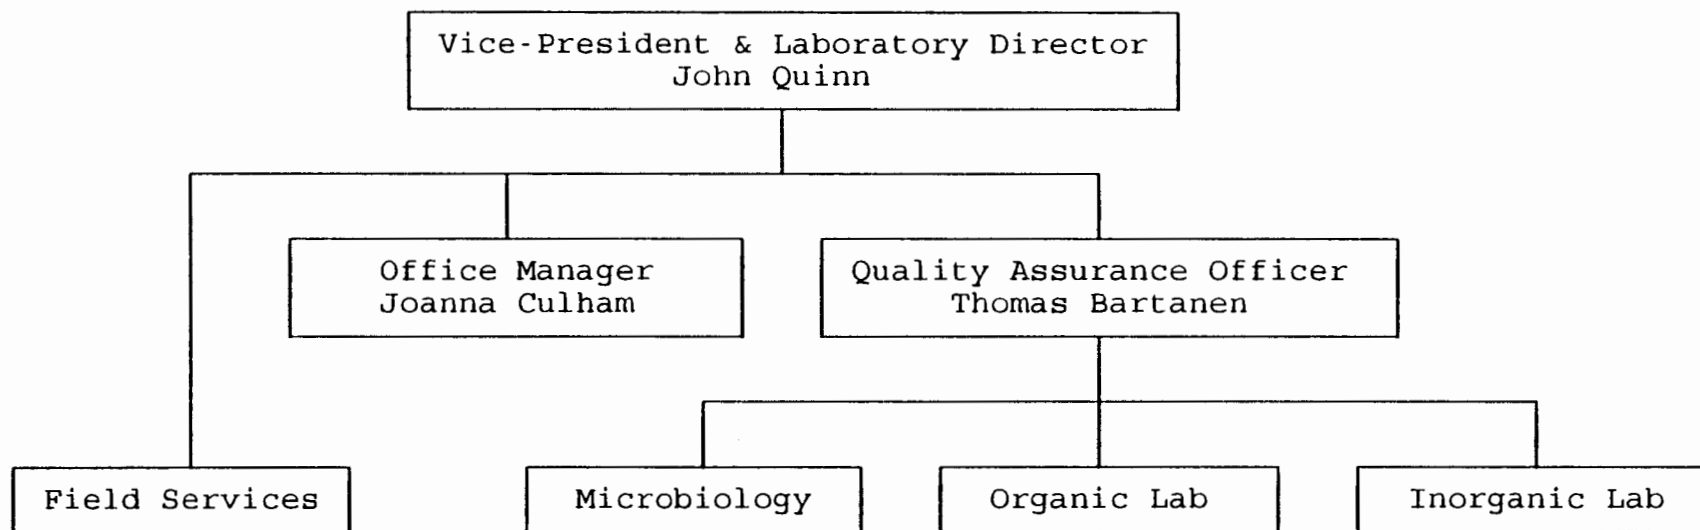 Vice-President & Laboratory Director
John Quinn
Office Manager
Joanna Culham
Quality Assurance Officer
Thomas Bartanen
Field Services
Microbiology
Organic Lab
Inorganic Lab